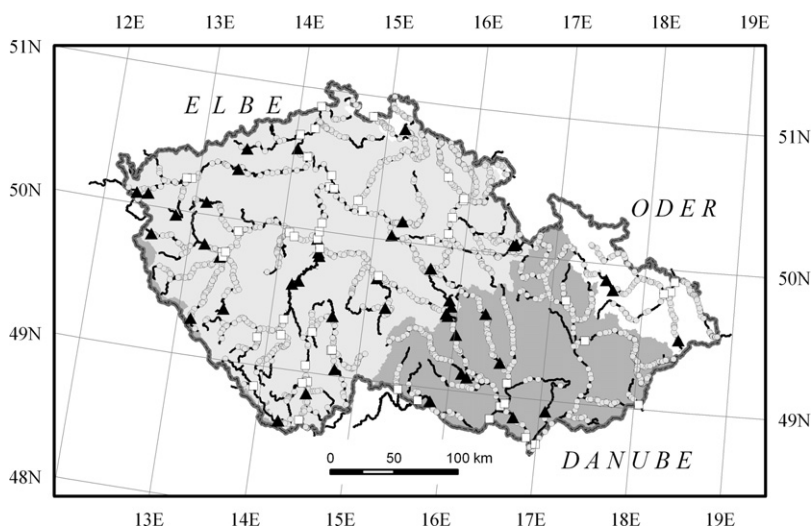 12E 13E 14E 15E 16E 17E 18E 19E
51N
ELBE
51N
50N
ODER
50N
49N
49N
0 50 100 km
DANUBE
48N
13E 14E 15E 16E 17E 18E 19E